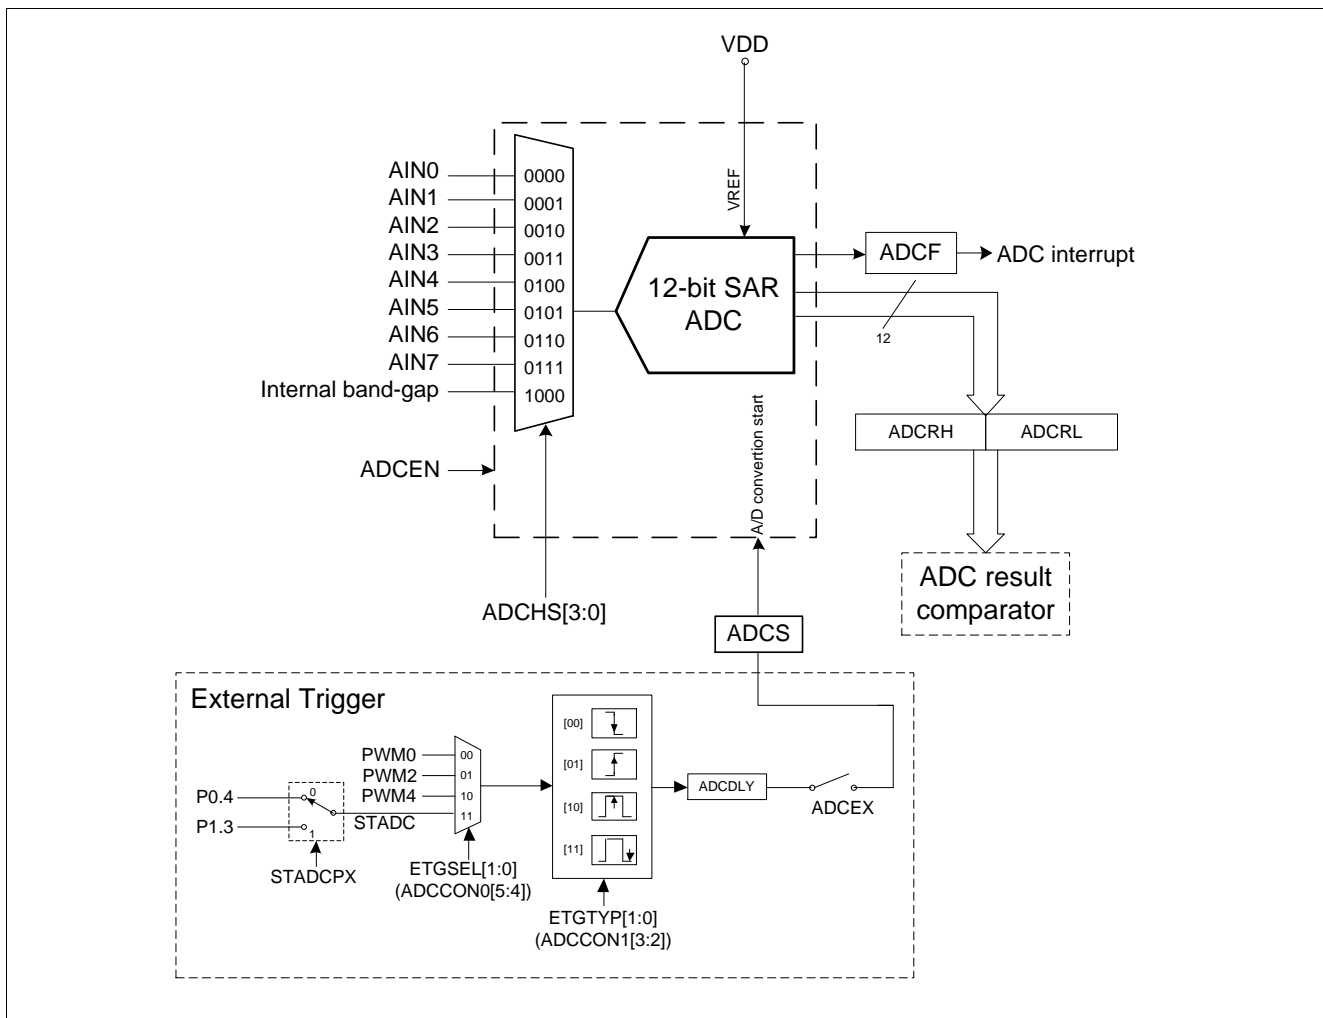 VDD
VREF
AIN0
AIN1
AIN2
AIN3
AIN4
AIN5
AIN6
AIN7
Internal band-gap
0000
0001
0010
0011
0100
0101
0110
0111
1000
12-bit SAR
ADC
ADCF
ADC interrupt
12
ADCRH
ADCRL
ADC result
comparator
ADCEN
A/D convertion start
ADCHS[3:0]
ADCS
External Trigger
PWM0
PWM2
PWM4
STADC
00
01
10
11
P0.4
P1.3
0
1
STADCPX
ETGSEL[1:0]
(ADCCON0[5:4])
[00]
[01]
[10]
[11]
ETGTYP[1:0]
(ADCCON1[3:2])
ADCDLY
ADCEX